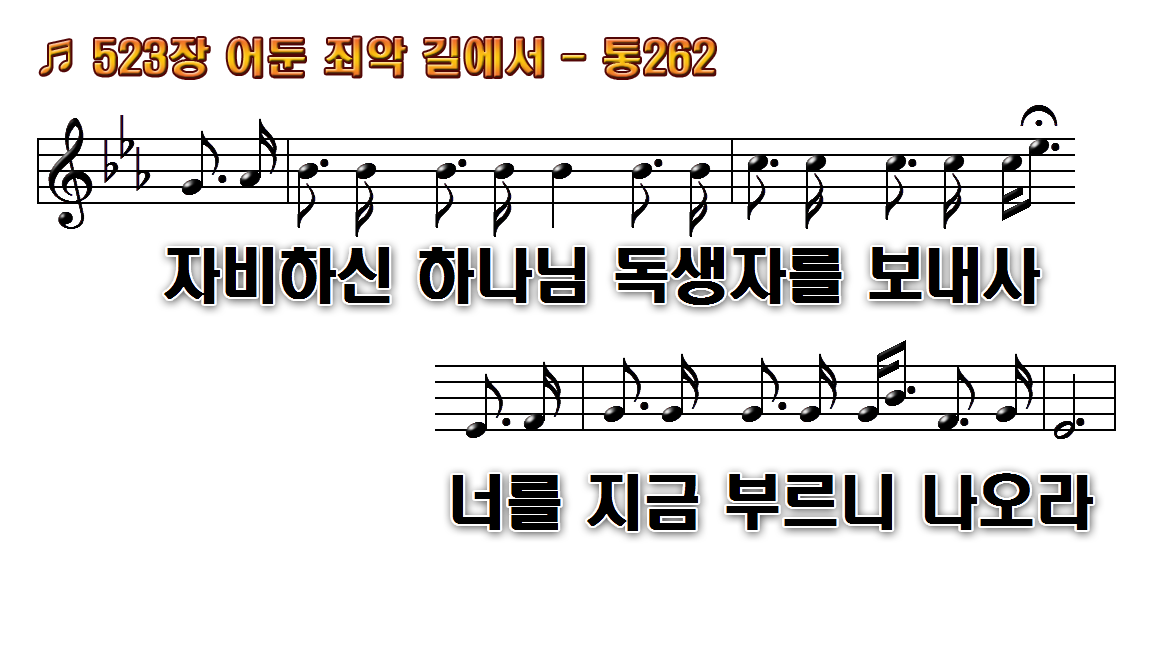 ♬ 523장 어둔 죄악 길에서 - 통262
자비하신 하나님 독생자를 보내사
너를 지금 부르니 나오라